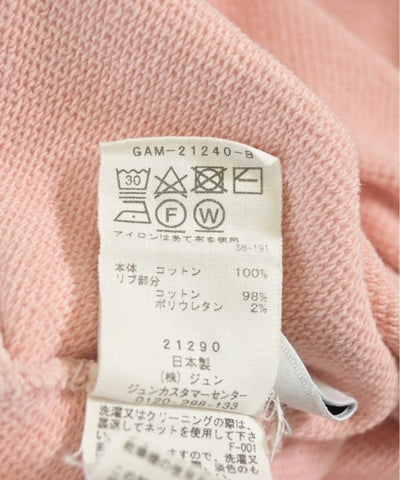 GAM-21240-B
30
F W
アイロンはあて布を使用
S8-191
本体 コットン 100%
リブ部分
コットン 98%
ポリウレタン 2%
21290
日本製
(株) ジュン
ジュンカスタマーセンター
0120-298-133
洗濯又はクリーニングの際は、
裏返してネットを使用して下さ
い。 F-001